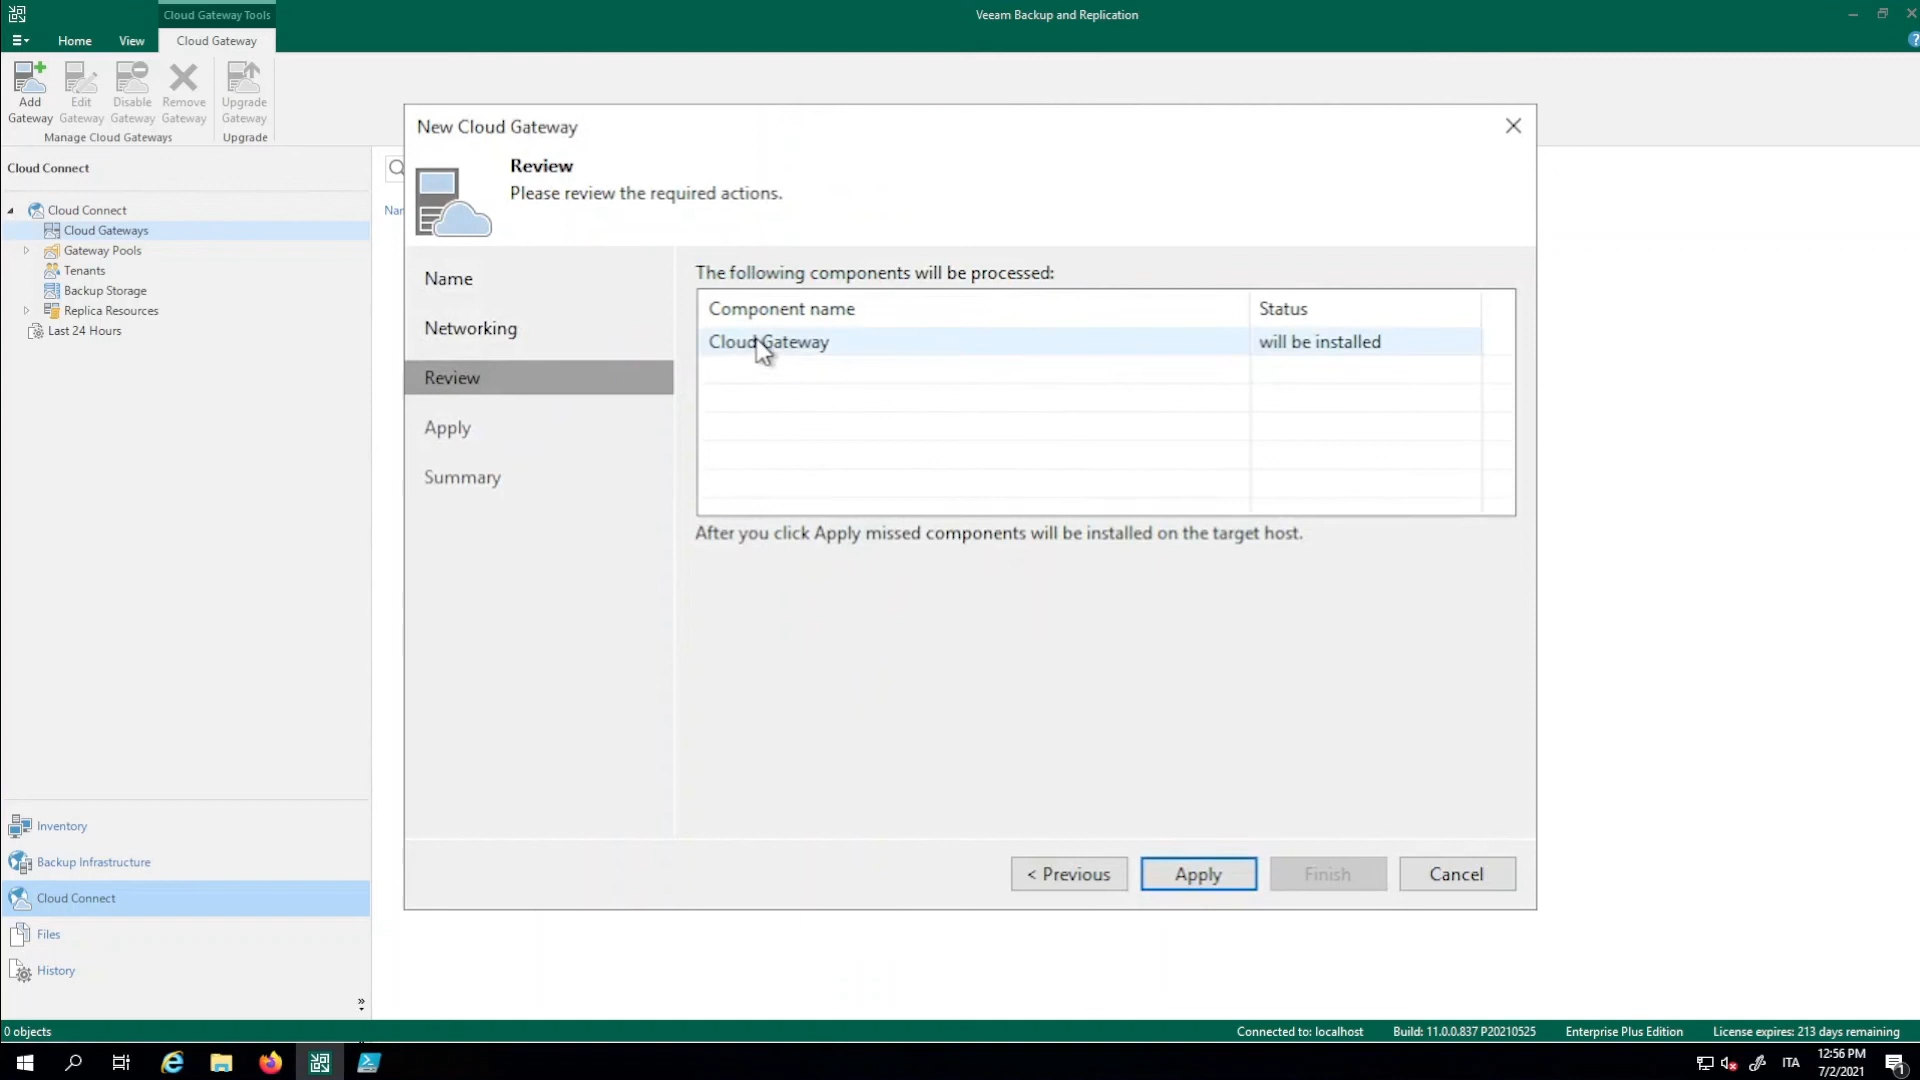 Cloud Gateway Tools
Veeam Backup and Replication
Home
View
Cloud Gateway
Add Gateway
Edit Gateway
Disable Gateway
Remove Gateway
Upgrade Gateway
Manage Cloud Gateways
Upgrade
Cloud Connect
Cloud Connect
Cloud Gateways
Gateway Pools
Tenants
Backup Storage
Replica Resources
Last 24 Hours
Inventory
Backup Infrastructure
Cloud Connect
Files
History
New Cloud Gateway
Review
Please review the required actions.
Name
Networking
Review
Apply
Summary
The following components will be processed:
Component name
Status
Cloud Gateway
will be installed
After you click Apply missed components will be installed on the target host.
< Previous
Apply
Finish
Cancel
0 objects
Connected to: localhost
Build: 11.0.0.837 P20210525
Enterprise Plus Edition
License expires: 213 days remaining
ITA
12:56 PM
7/2/2021
1